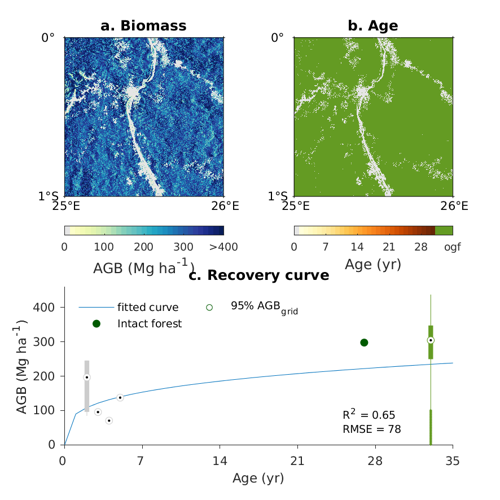 a. Biomass
b. Age
0°
0°
1°S
1°S
25°E
26°E
25°E
26°E
0 100 200 300 >400
0 7 14 21 28 ogf
AGB (Mg ha⁻¹)
Age (yr)
c. Recovery curve
fitted curve
95% AGB_grid
Intact forest
AGB (Mg ha⁻¹)
400
300
200
100
0
R² = 0.65
RMSE = 78
0 7 14 21 28 35
Age (yr)